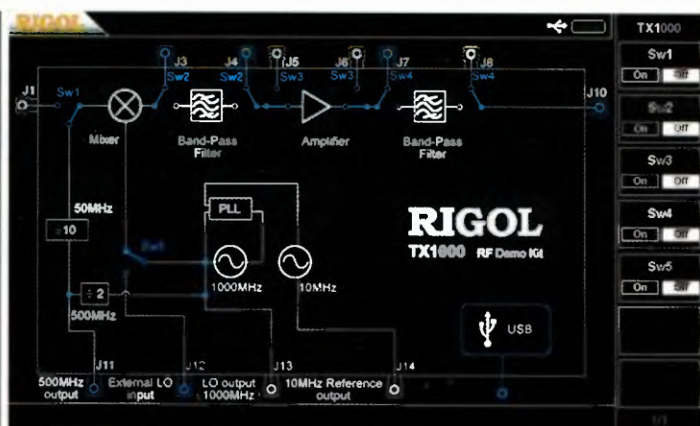 RIGOL
TX1000
J1
J3
J4
J5
J6
J7
J8
J10
Sw1
Sw2
Sw2
Sw3
Sw3
Sw4
Sw4
Mixer
Band-Pass
Filter
Amplifier
Band-Pass
Filter
50MHz
÷10
÷ 2
500MHz
Sw5
PLL
1000MHz
10MHz
RIGOL
TX1000 RF Demo Kit
USB
J11
J12
J13
J14
500MHz
output
External LO
input
LO output
1000MHz
10MHz Reference
output
Sw1
On Off
Sw2
On Off
Sw3
On Off
Sw4
On Off
Sw5
On Off
1/1